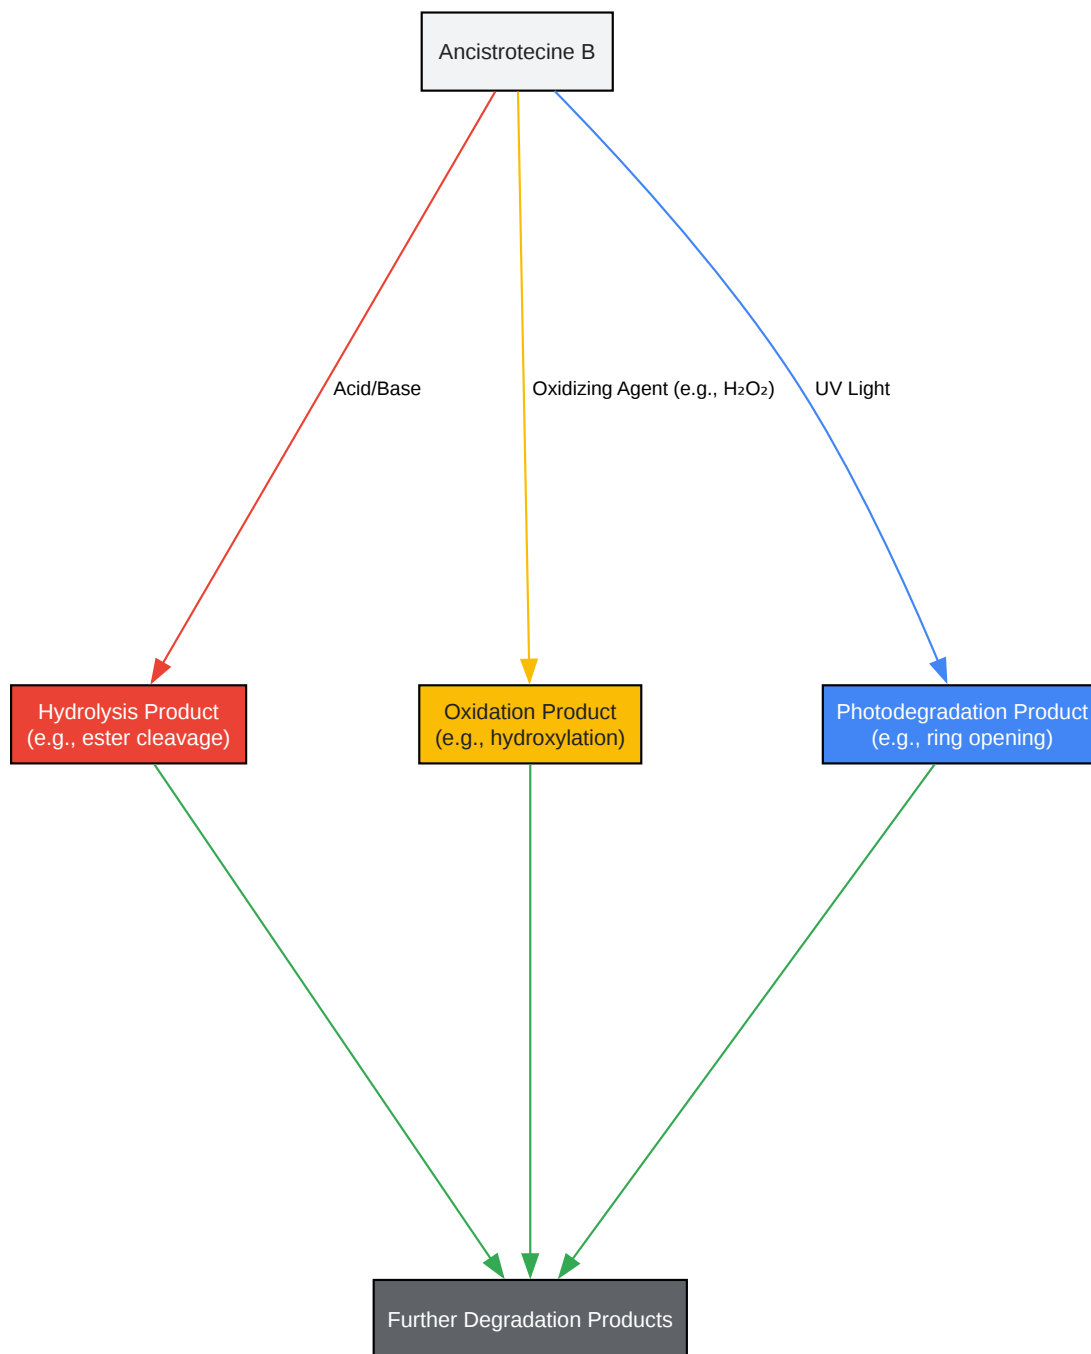 Ancistrotecine B
Acid/Base
Oxidizing Agent (e.g., H₂O₂)
UV Light
Hydrolysis Product
(e.g., ester cleavage)
Oxidation Product
(e.g., hydroxylation)
Photodegradation Product
(e.g., ring opening)
Further Degradation Products